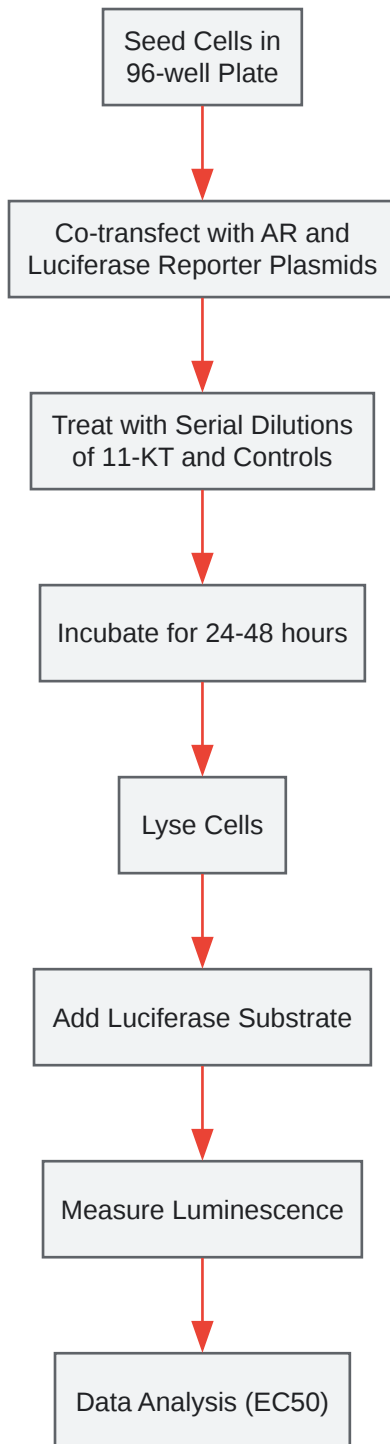 Seed Cells in
96-well Plate
Co-transfect with AR and
Luciferase Reporter Plasmids
Treat with Serial Dilutions
of 11-KT and Controls
Incubate for 24-48 hours
Lyse Cells
Add Luciferase Substrate
Measure Luminescence
Data Analysis (EC50)